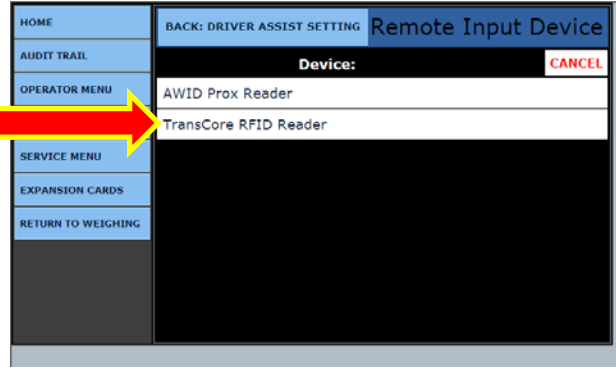 HOME
AUDIT TRAIL
OPERATOR MENU
SERVICE MENU
EXPANSION CARDS
RETURN TO WEIGHING
BACK: DRIVER ASSIST SETTING
Remote Input Device
Device:
CANCEL
AWID Prox Reader
TransCore RFID Reader